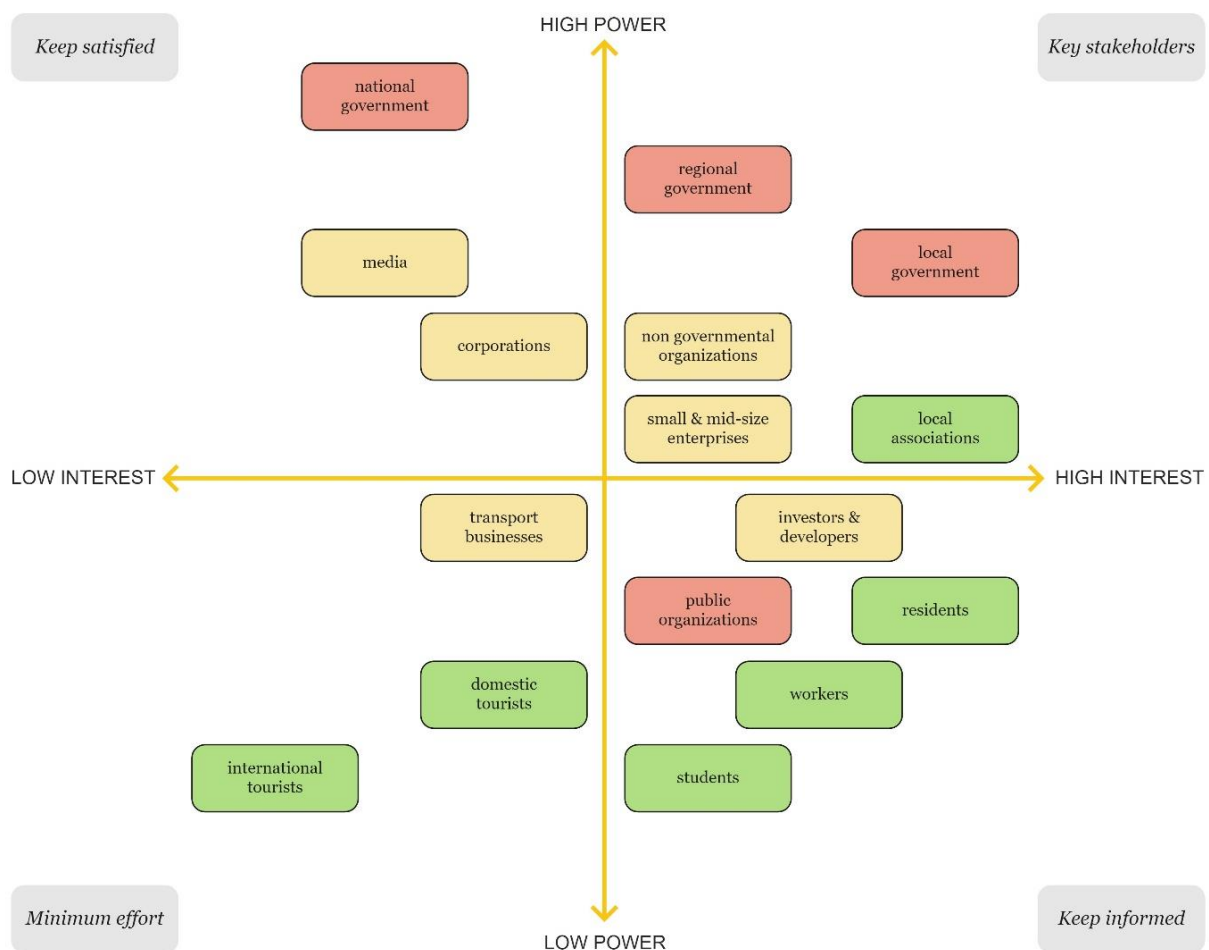 HIGH POWER
Keep satisfied
Key stakeholders
national
government
regional
government
media
local
government
corporations
non governmental
organizations
small & mid-size
enterprises
local
associations
LOW INTEREST
HIGH INTEREST
transport
businesses
investors &
developers
public
organizations
residents
domestic
tourists
workers
international
tourists
students
Minimum effort
Keep informed
LOW POWER